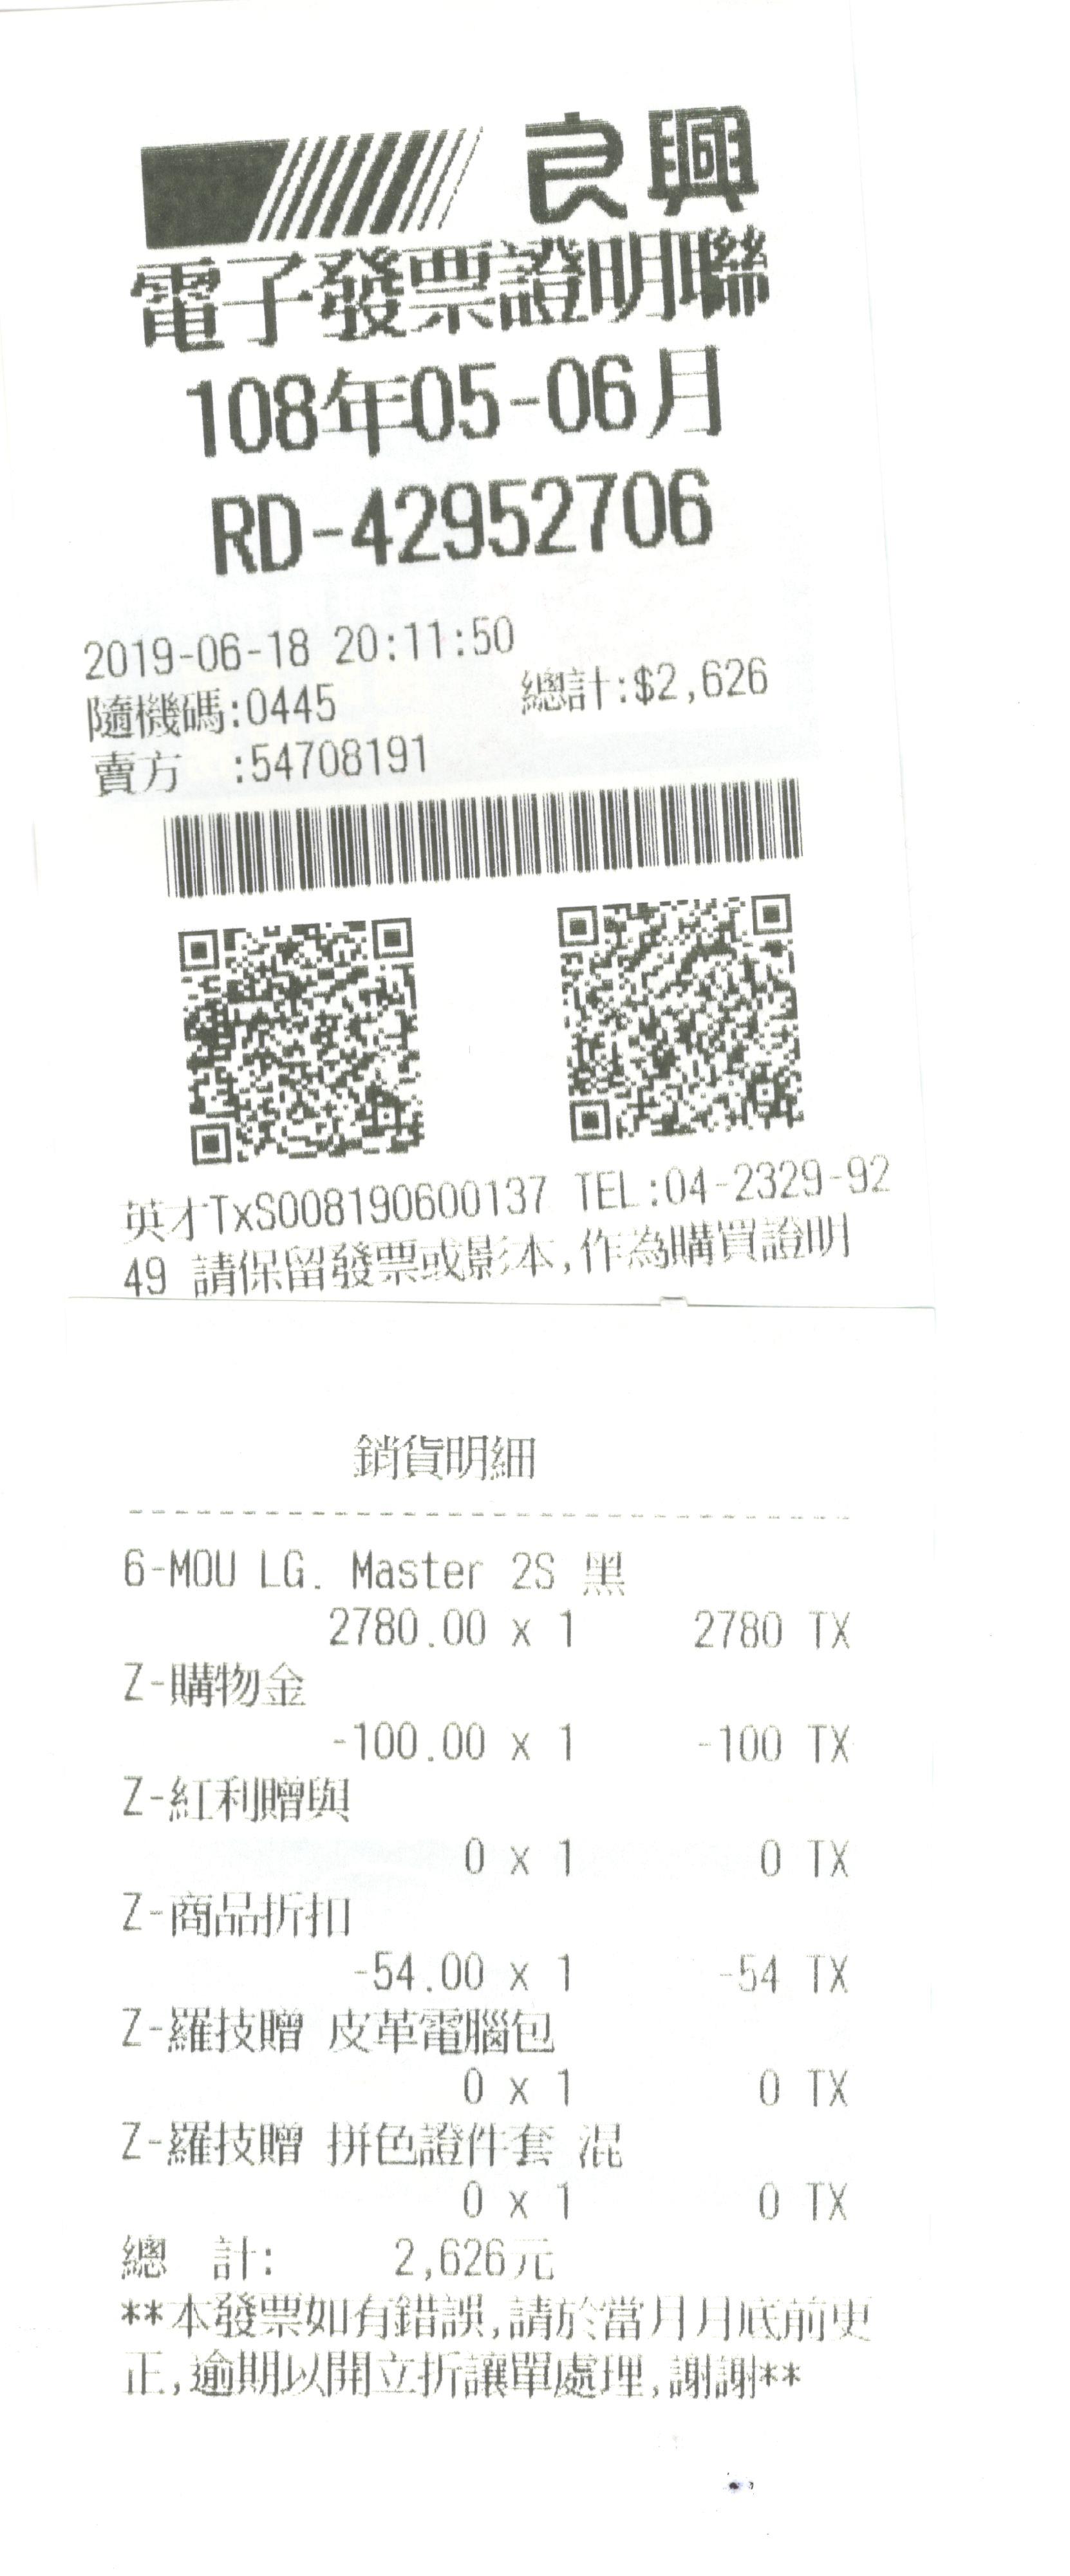 良興
電子發票證明聯
108年05-06月
RD-42952706
2019-06-18 20:11:50
隨機碼:0445 總計:$2,626
賣方 :54708191
英才TxS008190600137 TEL:04-2329-92
49 請保留發票或影本,作為購買證明
銷貨明細
6-MOU LG. Master 2S 黑
2780.00 x 1 2780 TX
Z-購物金
-100.00 x 1 -100 TX
Z-紅利贈與
0 x 1 0 TX
Z-商品折扣
-54.00 x 1 -54 TX
Z-羅技贈 皮革電腦包
0 x 1 0 TX
Z-羅技贈 拼色證件套 混
0 x 1 0 TX
總 計: 2,626元
**本發票如有錯誤,請於當月月底前更
正,逾期以開立折讓單處理,謝謝**